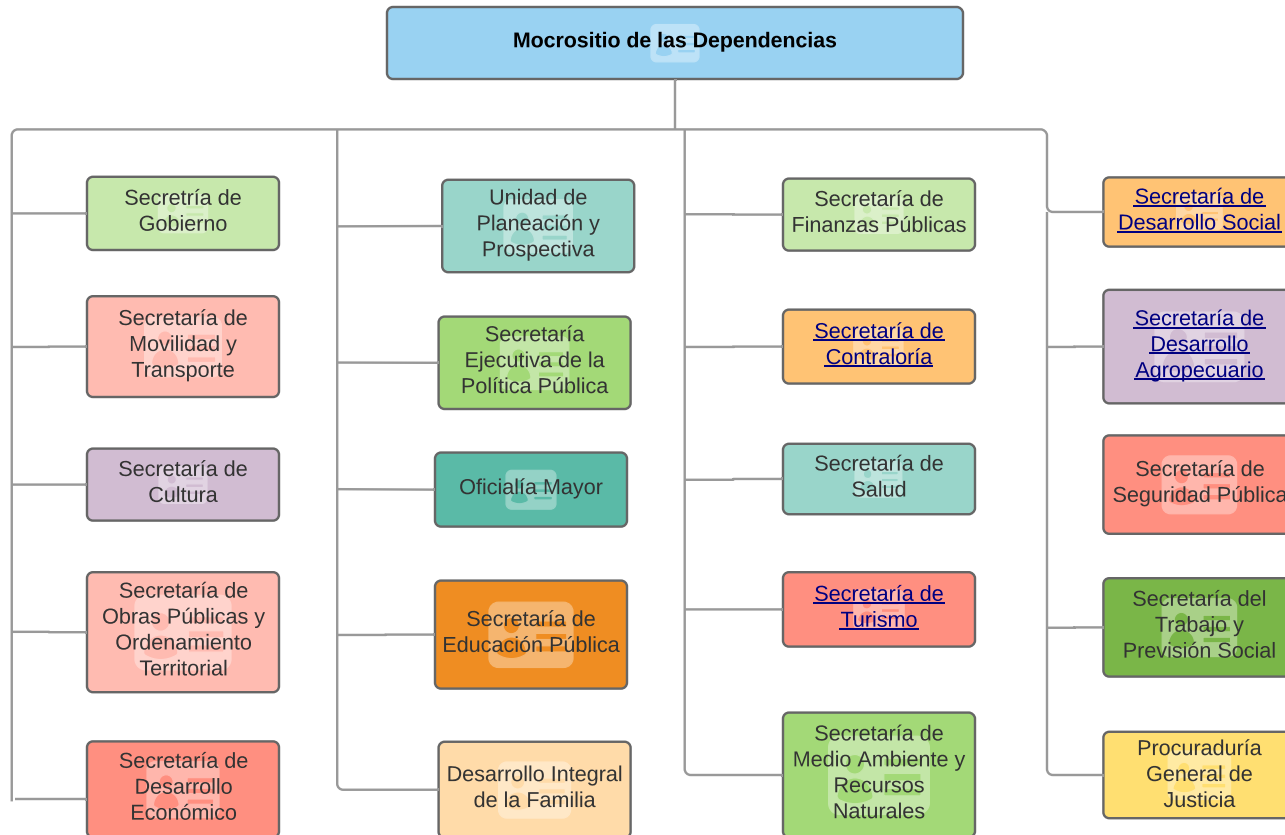 Mocrositio de las Dependencias
Secretría de
Gobierno
Secretaría de
Movilidad y
Transporte
Secretaría de
Cultura
Secretaría de
Obras Públicas y
Ordenamiento
Territorial
Secretaría de
Desarrollo
Económico
Unidad de
Planeación y
Prospectiva
Secretaría
Ejecutiva de la
Política Pública
Oficialía Mayor
Secretaría de
Educación Pública
Desarrollo Integral
de la Familia
Secretaría de
Finanzas Públicas
Secretaría de
Contraloría
Secretaría de
Salud
Secretaría de
Turismo
Secretaría de
Medio Ambiente y
Recursos
Naturales
Secretaría de
Desarrollo Social
Secretaría de
Desarrollo
Agropecuario
Secretaría de
Seguridad Pública
Secretaría del
Trabajo y
Previsión Social
Procuraduría
General de
Justicia